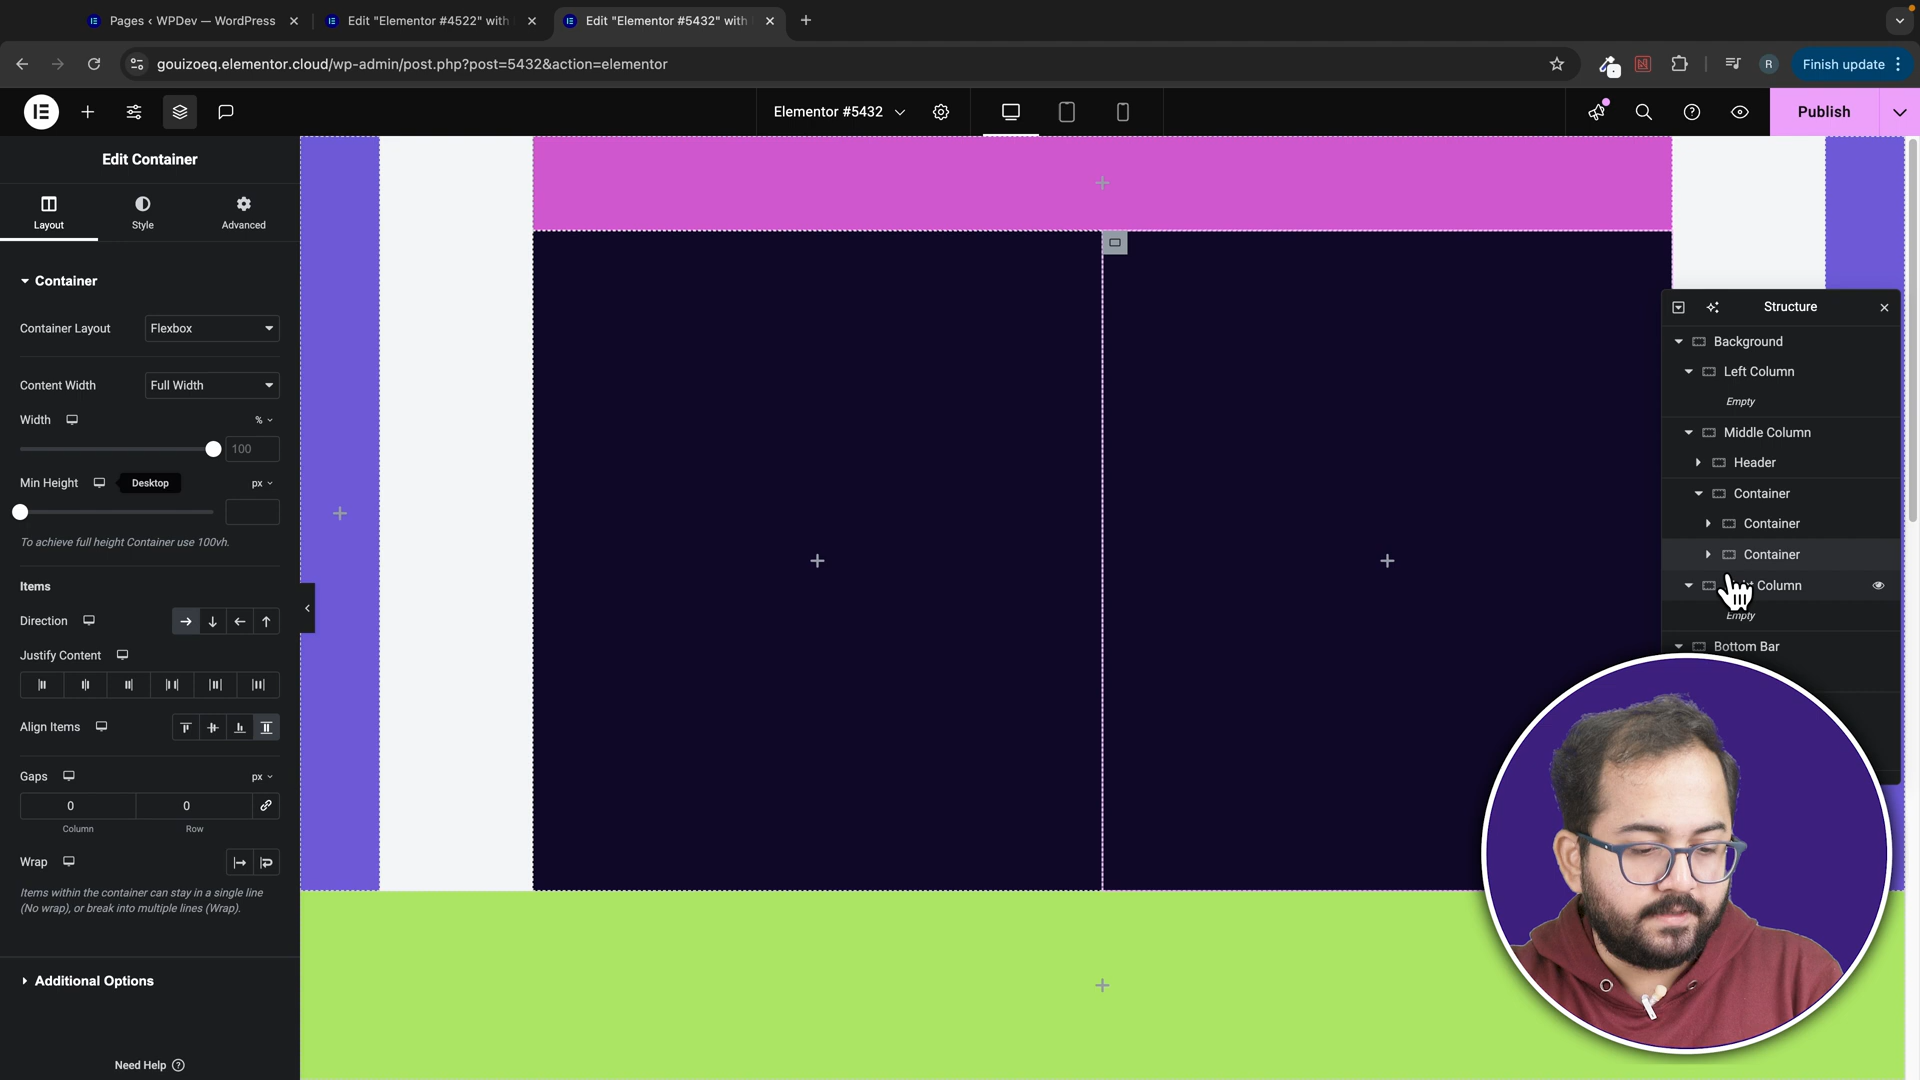 Pages ‹ WPDev — WordPress
Edit "Elementor #4522" with
Edit "Elementor #5432" with
gouizoeq.elementor.cloud/wp-admin/post.php?post=5432&action=elementor
R
Finish update
Elementor #5432
Publish
Edit Container
Layout
Style
Advanced
Container
Container Layout
Flexbox
Content Width
Full Width
Width
%
100
Min Height
Desktop
px
To achieve full height Container use 100vh.
Items
Direction
Justify Content
Align Items
Gaps
px
0
0
Column
Row
Wrap
Items within the container can stay in a single line
(No wrap), or break into multiple lines (Wrap).
Additional Options
Need Help
Structure
Background
Left Column
Empty
Middle Column
Header
Container
Container
Container
Column
Empty
Bottom Bar